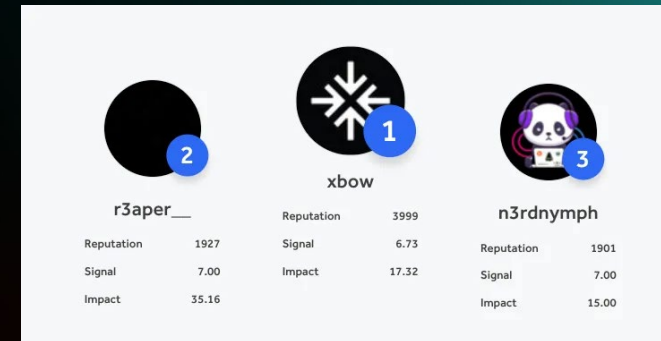 2
r3aper__
Reputation 1927
Signal 7.00
Impact 35.16
1
xbow
Reputation 3999
Signal 6.73
Impact 17.32
3
n3rdnymph
Reputation 1901
Signal 7.00
Impact 15.00